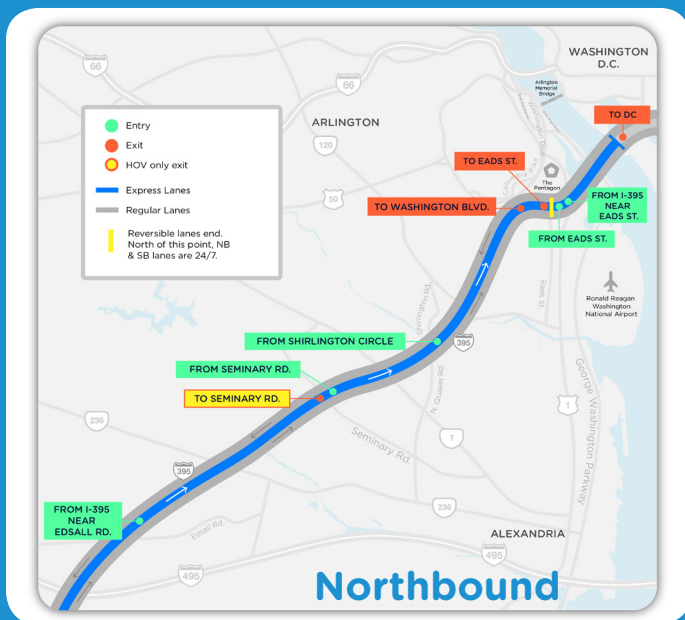 WASHINGTON
D.C.
66
Arlington
Memorial
Bridge
66
TO DC
Entry
Exit
HOV only exit
Express Lanes
Regular Lanes
Reversible lanes end.
North of this point, NB
& SB lanes are 24/7.
ARLINGTON
120
50
Washington Blvd.
TO EADS ST.
The
Pentagon
TO WASHINGTON BLVD.
FROM I-395
NEAR
EADS ST.
FROM EADS ST.
Eads St.
Ronald Reagan
Washington
National Airport
Shirlington Rd.
FROM SHIRLINGTON CIRCLE
395
FROM SEMINARY RD.
TO SEMINARY RD.
N. Quaker Rd.
George Washington Parkway
1
236
Seminary Rd.
7
395
FROM I-395
NEAR
EDSALL RD.
Edsall Rd.
236
ALEXANDRIA
495
495
Northbound